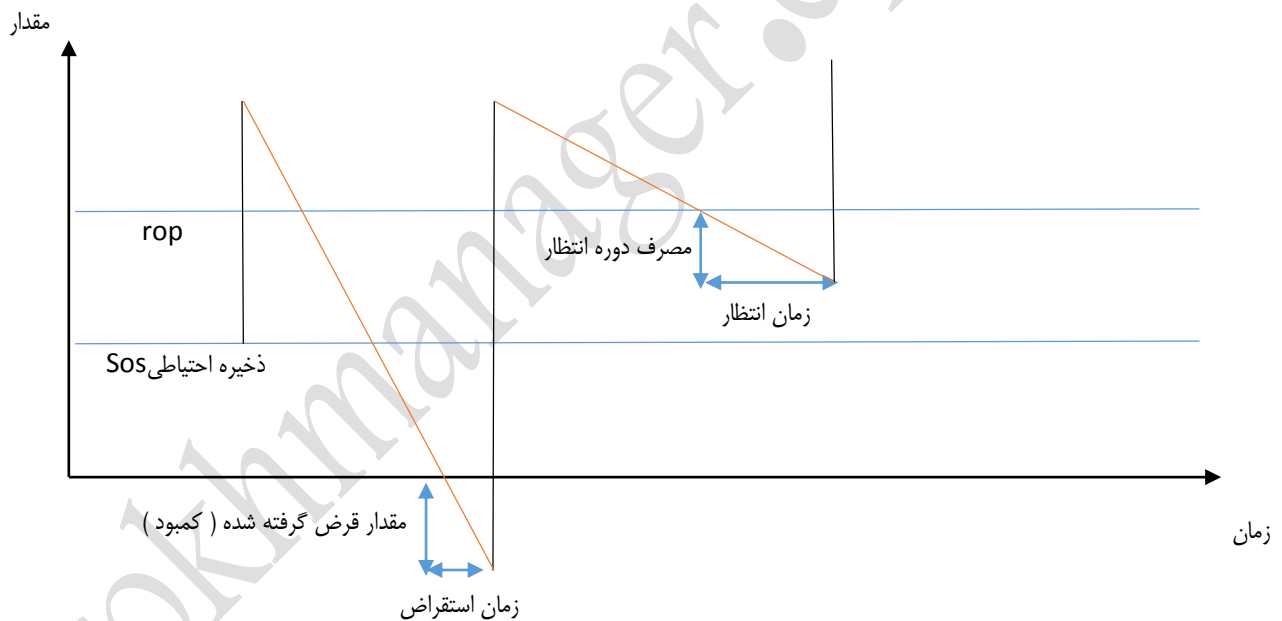 مقدار
rop
مصرف دوره انتظار
زمان انتظار
ذخیره احتیاطیSos
مقدار قرض گرفته شده ( کمبود )
زمان
زمان استقراض